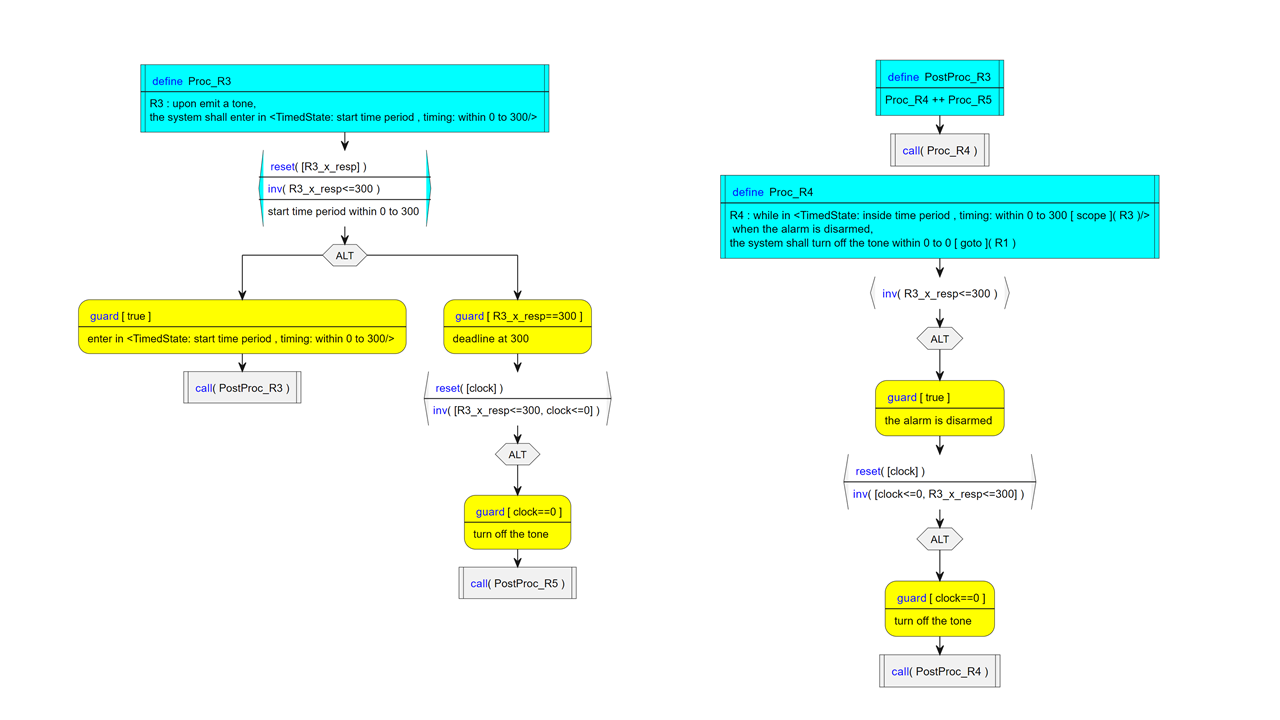 define Proc_R3
R3 : upon emit a tone,
the system shall enter in <TimedState: start time period , timing: within 0 to 300/>
reset( [R3_x_resp] )
inv( R3_x_resp<=300 )
start time period within 0 to 300
ALT
guard [ true ]
enter in <TimedState: start time period , timing: within 0 to 300/>
call( PostProc_R3 )
guard [ R3_x_resp==300 ]
deadline at 300
reset( [clock] )
inv( [R3_x_resp<=300, clock<=0] )
ALT
guard [ clock==0 ]
turn off the tone
call( PostProc_R5 )
define PostProc_R3
Proc_R4 ++ Proc_R5
call( Proc_R4 )
define Proc_R4
R4 : while in <TimedState: inside time period , timing: within 0 to 300 [ scope ]( R3 )/>
when the alarm is disarmed,
the system shall turn off the tone within 0 to 0 [ goto ]( R1 )
inv( R3_x_resp<=300 )
ALT
guard [ true ]
the alarm is disarmed
reset( [clock] )
inv( [clock<=0, R3_x_resp<=300] )
ALT
guard [ clock==0 ]
turn off the tone
call( PostProc_R4 )